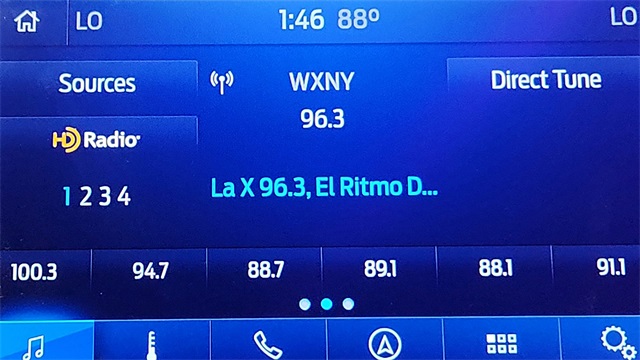 LO 1:46 88º LO
Sources
WXNY
Direct Tune
96.3
HD Radio
1 2 3 4
La X 96.3, El Ritmo D...
100.3 94.7 88.7 89.1 88.1 91.1